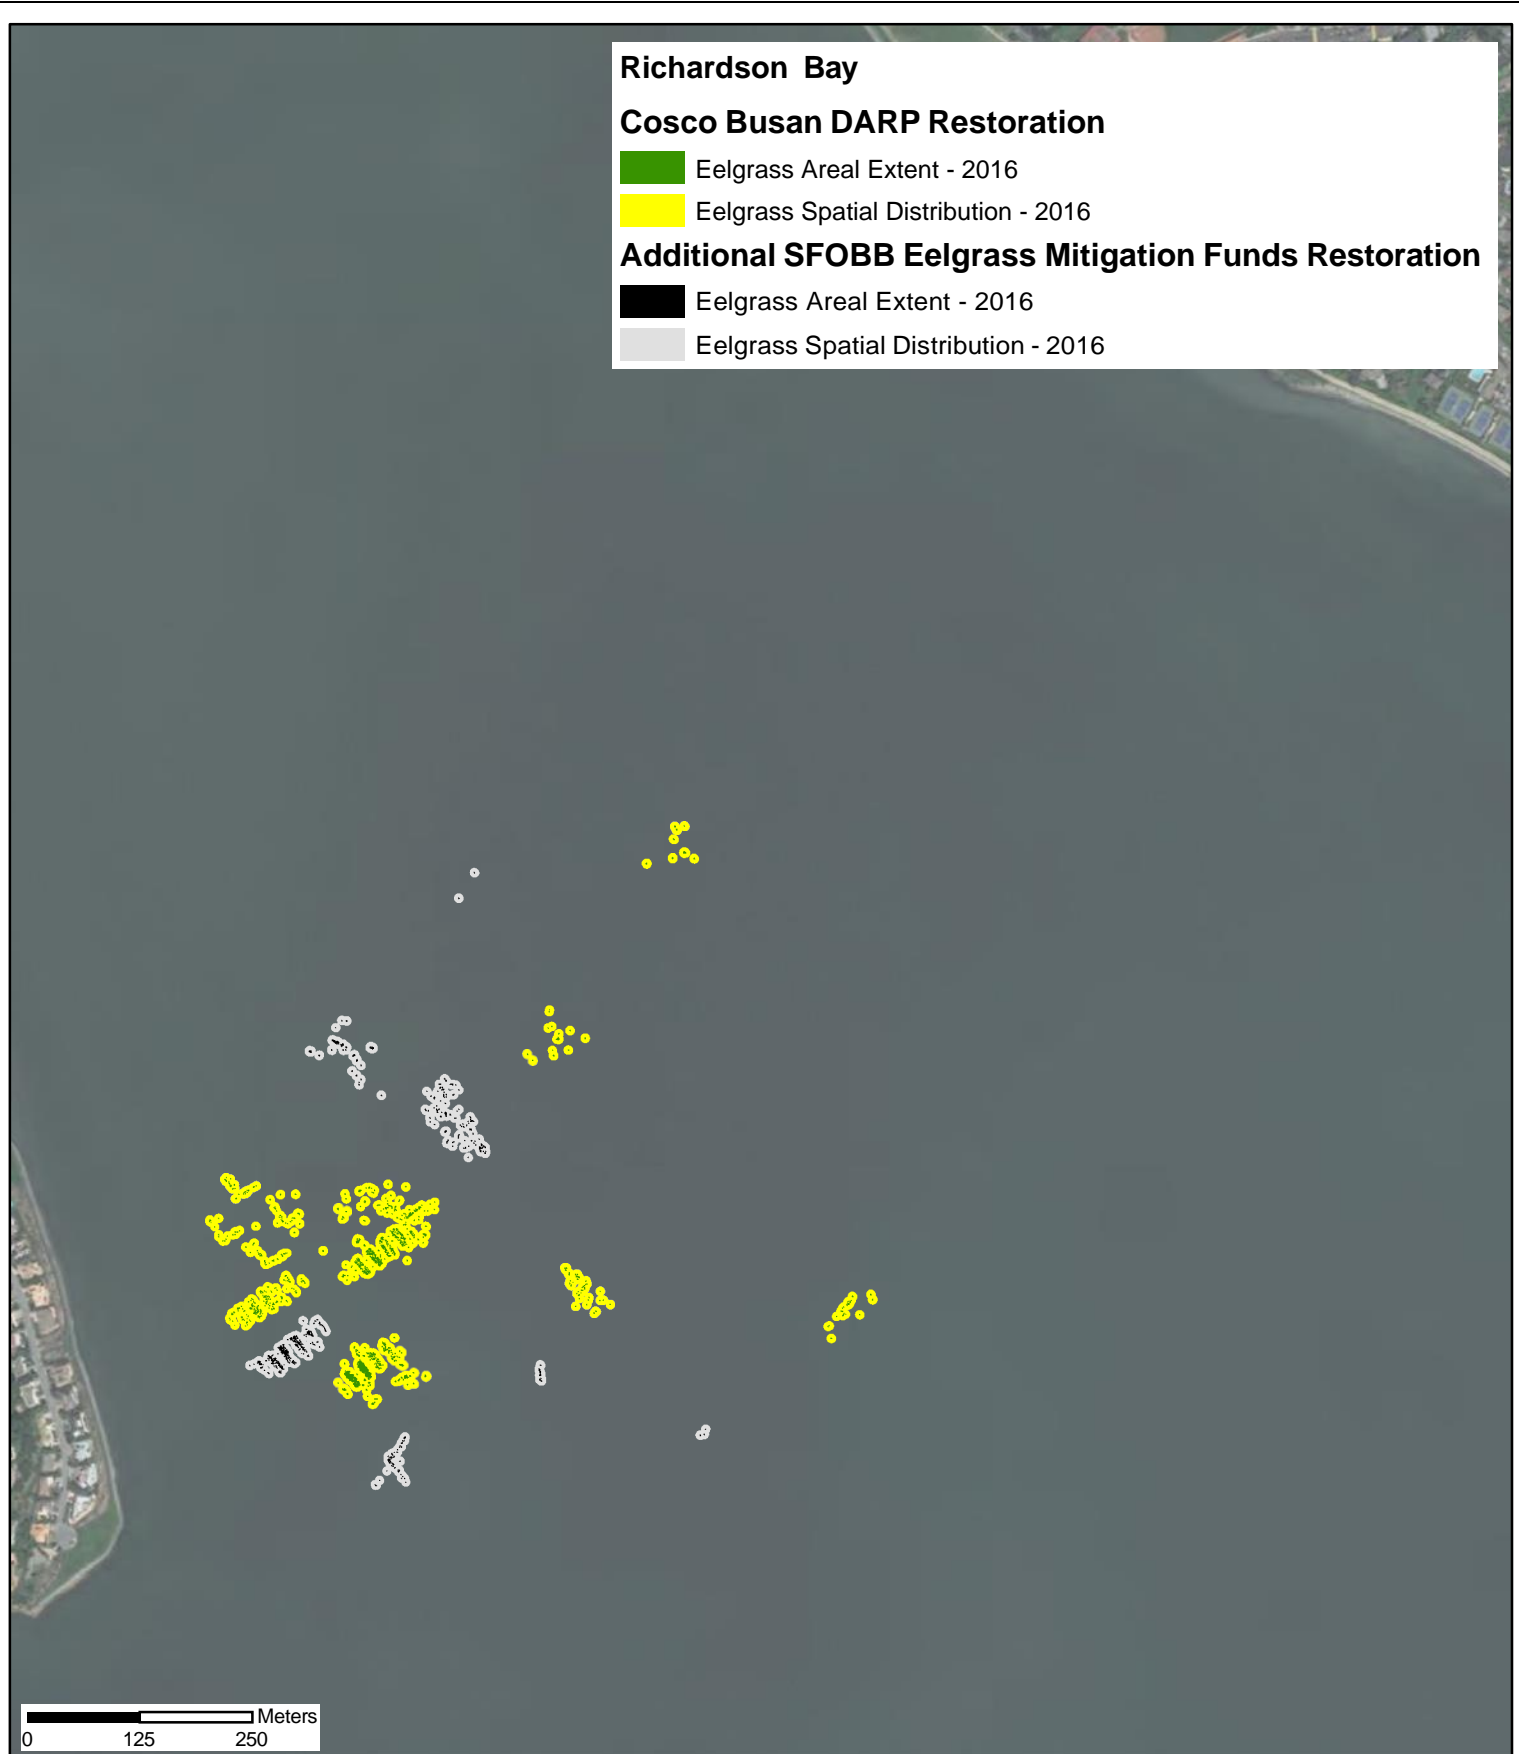 Richardson Bay
Cosco Busan DARP Restoration
Eelgrass Areal Extent - 2016
Eelgrass Spatial Distribution - 2016
Additional SFOBB Eelgrass Mitigation Funds Restoration
Eelgrass Areal Extent - 2016
Eelgrass Spatial Distribution - 2016
Meters
0 125 250